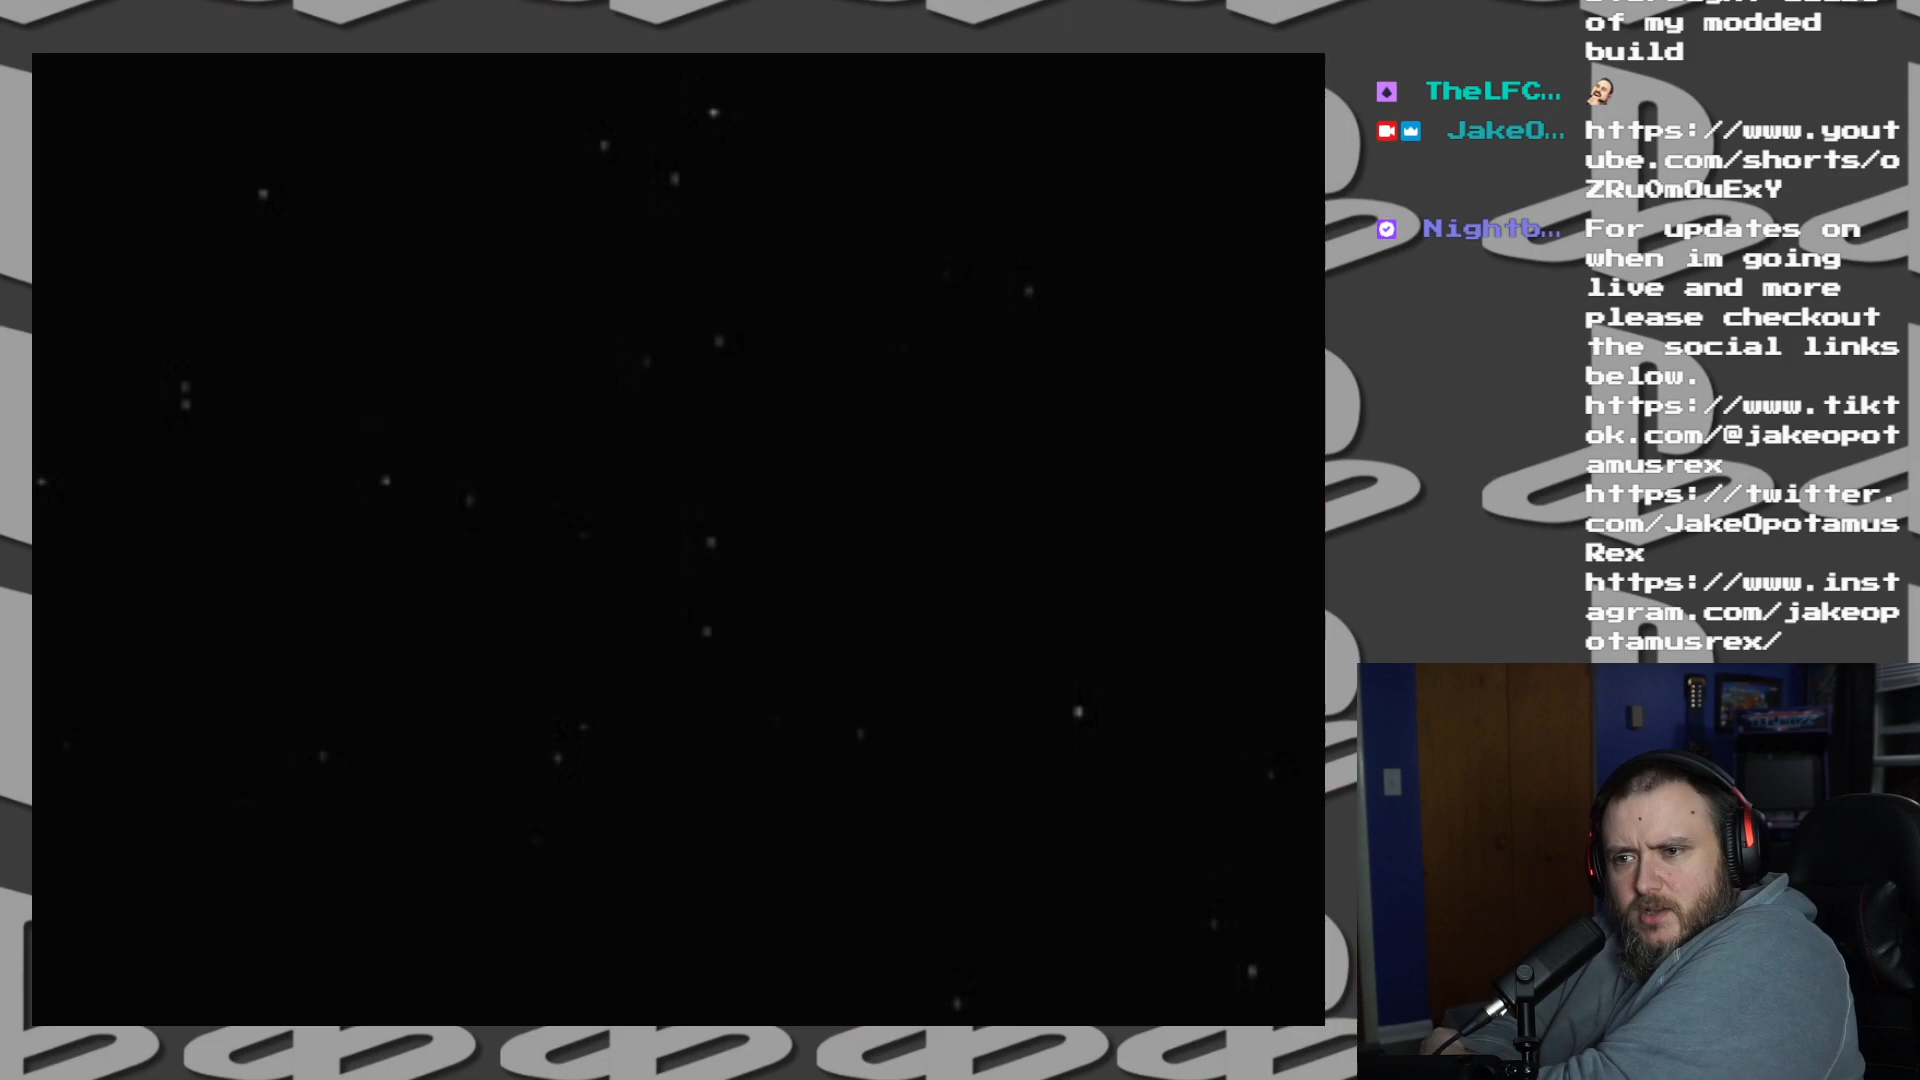 of my modded
build
TheLFC...
JakeO... https://www.yout
ube.com/shorts/o
ZRuOmOuExY
Nightb... For updates on
when im going
live and more
please checkout
the social links
below.
https://www.tikt
ok.com/@jakeopot
amusrex
https://twitter.
com/JakeOpotamus
Rex
https://www.inst
agram.com/jakeop
otamusrex/